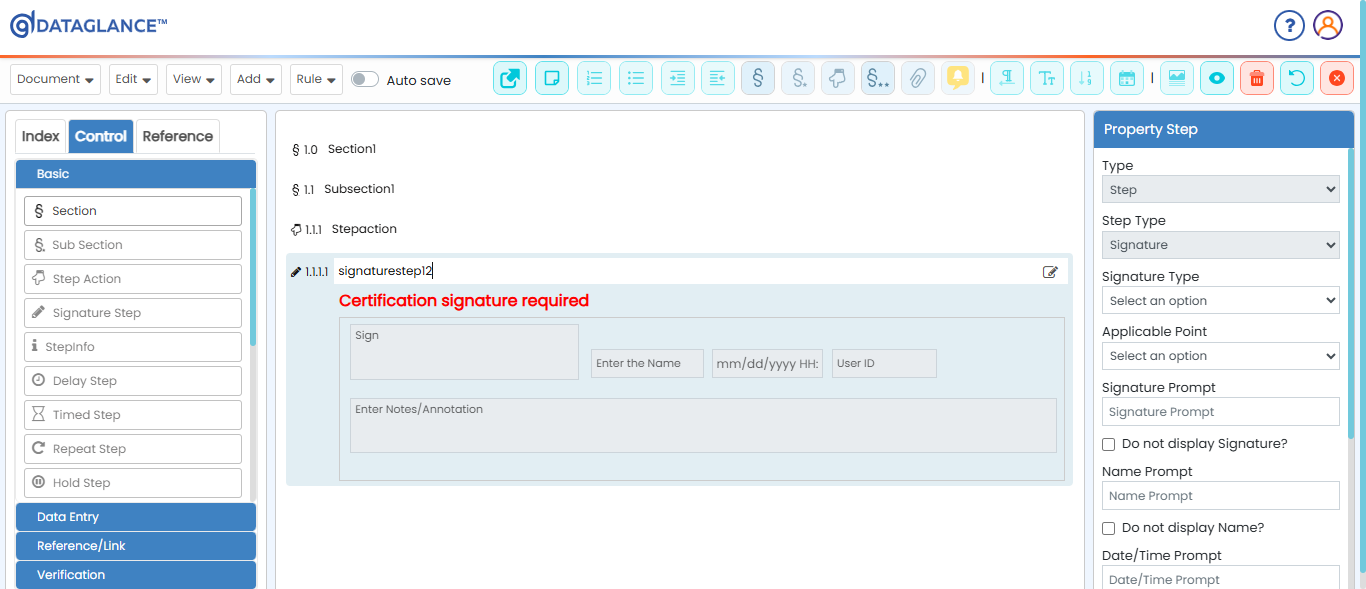 DATAGLANCE™
?
Document Edit View Add Rule Auto save
Index Control Reference
Basic
§ Section
§. Sub Section
Step Action
Signature Step
i StepInfo
Delay Step
Timed Step
Repeat Step
Hold Step
Data Entry
Reference/Link
Verification
§ 1.0 Section1
§ 1.1 Subsection1
1.1.1 Stepaction
1.1.1.1 signaturestep12
Certification signature required
Sign
Enter the Name mm/dd/yyyy HH: User ID
Enter Notes/Annotation
Property Step
Type
Step
Step Type
Signature
Signature Type
Select an option
Applicable Point
Select an option
Signature Prompt
Signature Prompt
Do not display Signature?
Name Prompt
Name Prompt
Do not display Name?
Date/Time Prompt
Date/Time Prompt